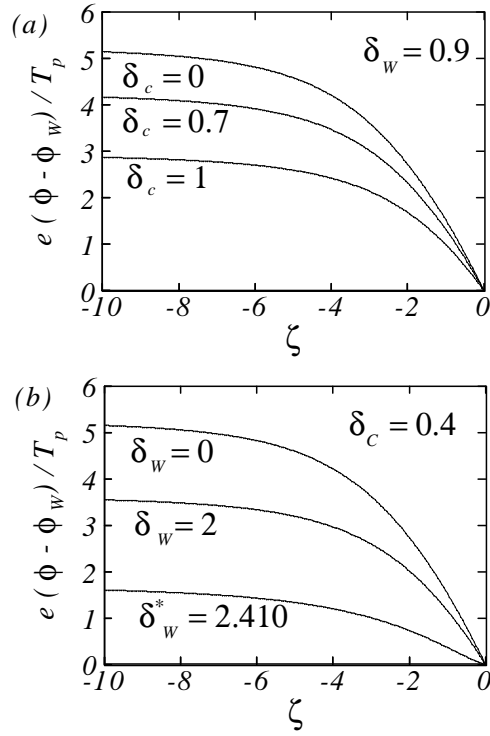 (a)
6
5
4
3
2
1
0
δ_W = 0.9
δ_c = 0
δ_c = 0.7
δ_c = 1
e (ϕ - ϕ_W) / T_p
-10 -8 -6 -4 -2 0
ζ
(b)
6
5
4
3
2
1
0
δ_C = 0.4
δ_W = 0
δ_W = 2
δ*_W = 2.410
e (ϕ - ϕ_W) / T_p
-10 -8 -6 -4 -2 0
ζ